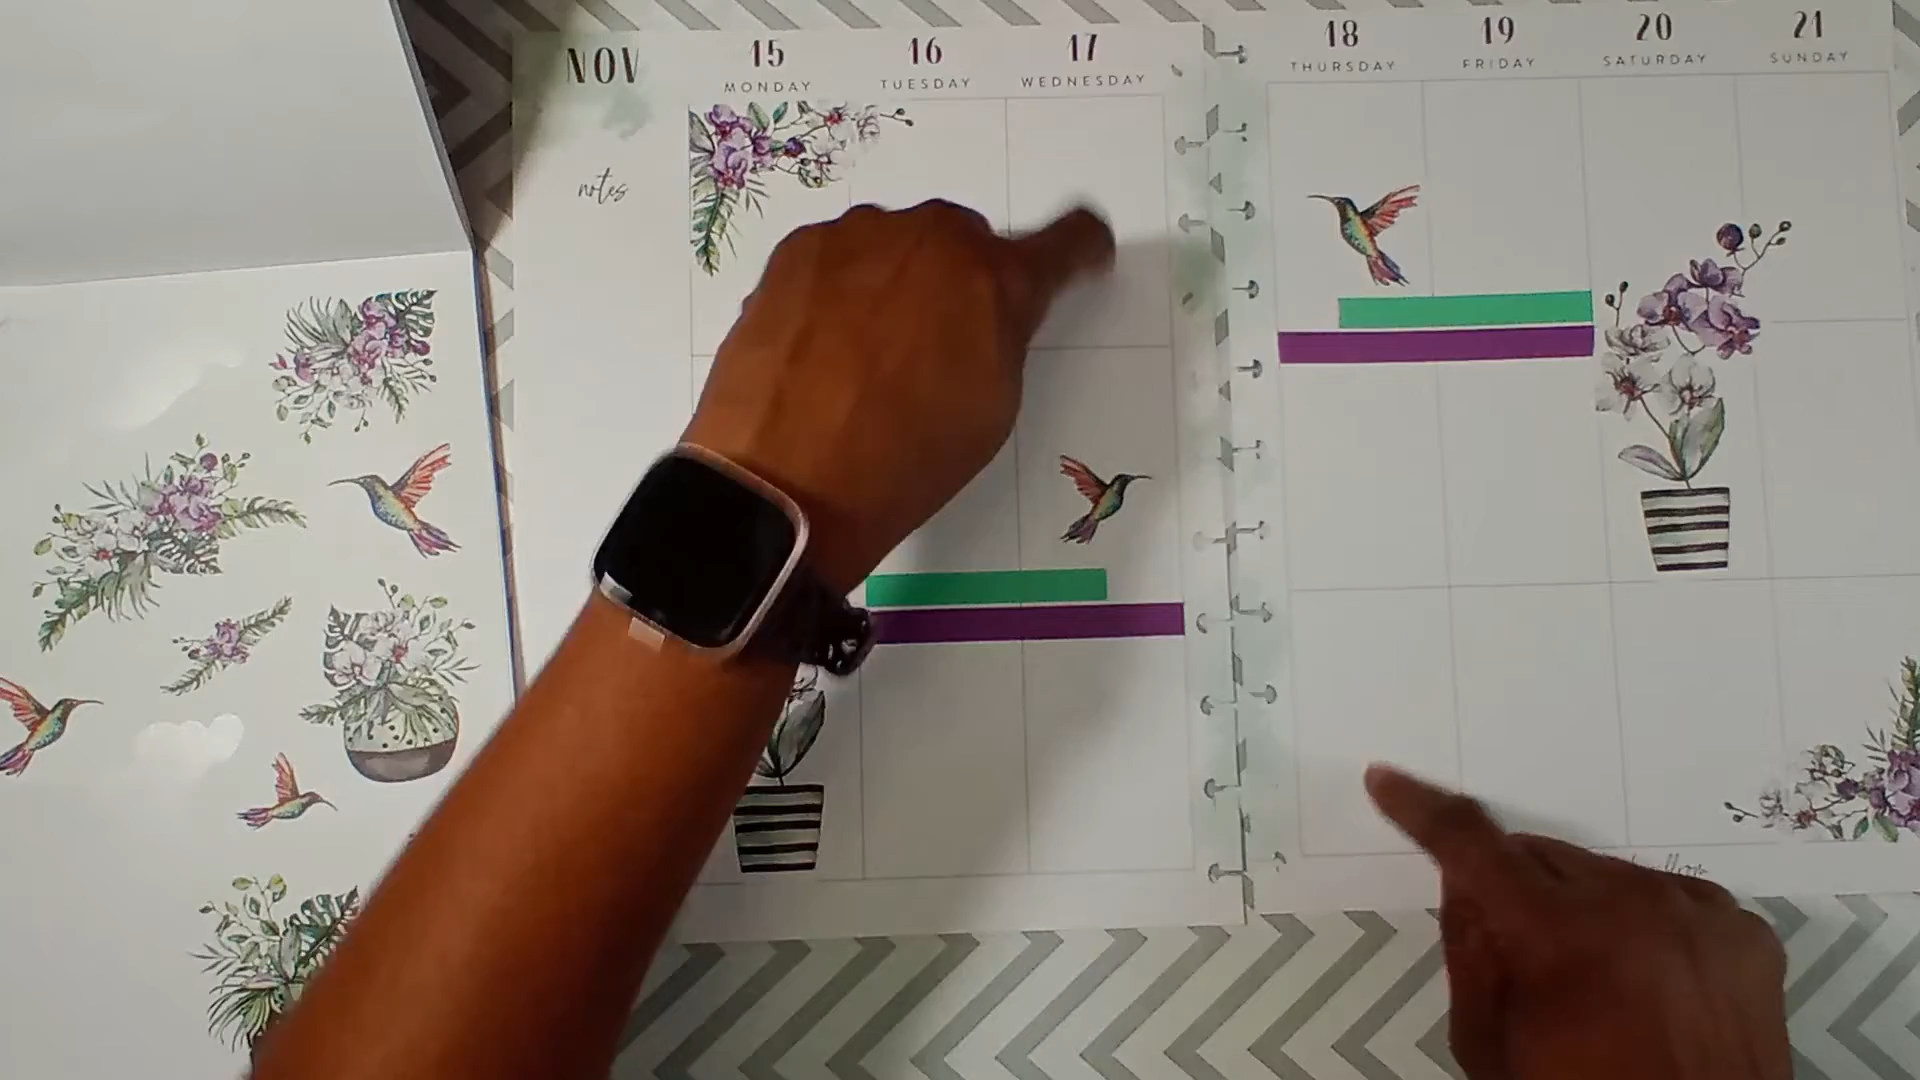 NOV
15
MONDAY
16
TUESDAY
17
WEDNESDAY
18
THURSDAY
19
FRIDAY
20
SATURDAY
21
SUNDAY
notes